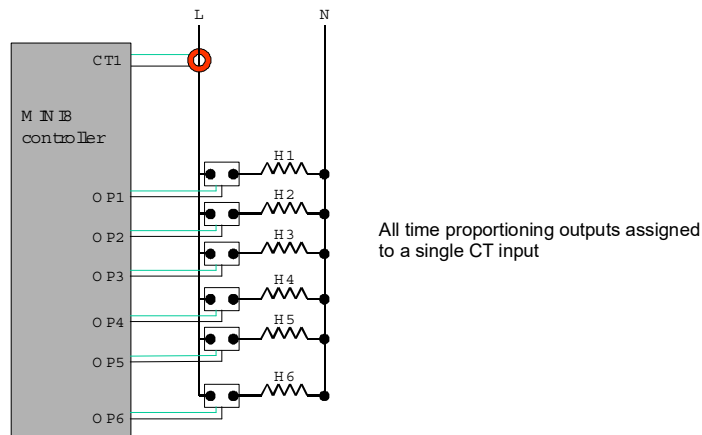 L N
CT1
MINI8
controller
H1
OP1
H2
OP2
H3
OP3
H4
OP4
H5
OP5
H6
OP6
All time proportioning outputs assigned
to a single CT input